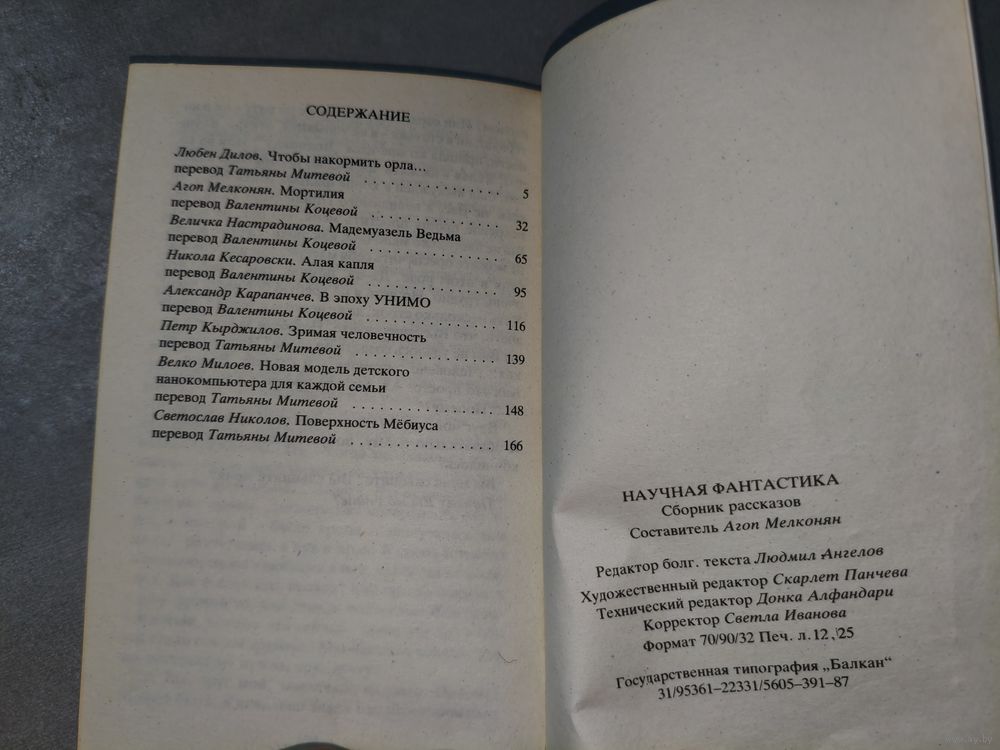 СОДЕРЖАНИЕ
Любен Дилов. Чтобы накормить орла...
перевод Татьяны Митевой . . . . . . . . . . . . . . . 5
Агоп Мелконян. Мортилия
перевод Валентины Коцевой . . . . . . . . . . . . . . 32
Величка Настрадинова. Мадемуазель Ведьма
перевод Валентины Коцевой . . . . . . . . . . . . . . 65
Никола Кесаровски. Алая капля
перевод Валентины Коцевой . . . . . . . . . . . . . . 95
Александр Карапанчев. В эпоху УНИМО
перевод Валентины Коцевой . . . . . . . . . . . . . . 116
Петр Кырджилов. Зримая человечность
перевод Татьяны Митевой . . . . . . . . . . . . . . . 139
Велко Милоев. Новая модель детского
нанокомпьютера для каждой семьи
перевод Татьяны Митевой . . . . . . . . . . . . . . . 148
Светослав Николов. Поверхность Мёбиуса
перевод Татьяны Митевой . . . . . . . . . . . . . . . 166
НАУЧНАЯ ФАНТАСТИКА
Сборник рассказов
Составитель Агоп Мелконян
Редактор болг. текста Людмил Ангелов
Художественный редактор Скарлет Панчева
Технический редактор Донка Алфандари
Корректор Светла Иванова
Формат 70/90/32 Печ. л. 12,25
Государственная типография „Балкан“
31/95361–22331/5605–391–87